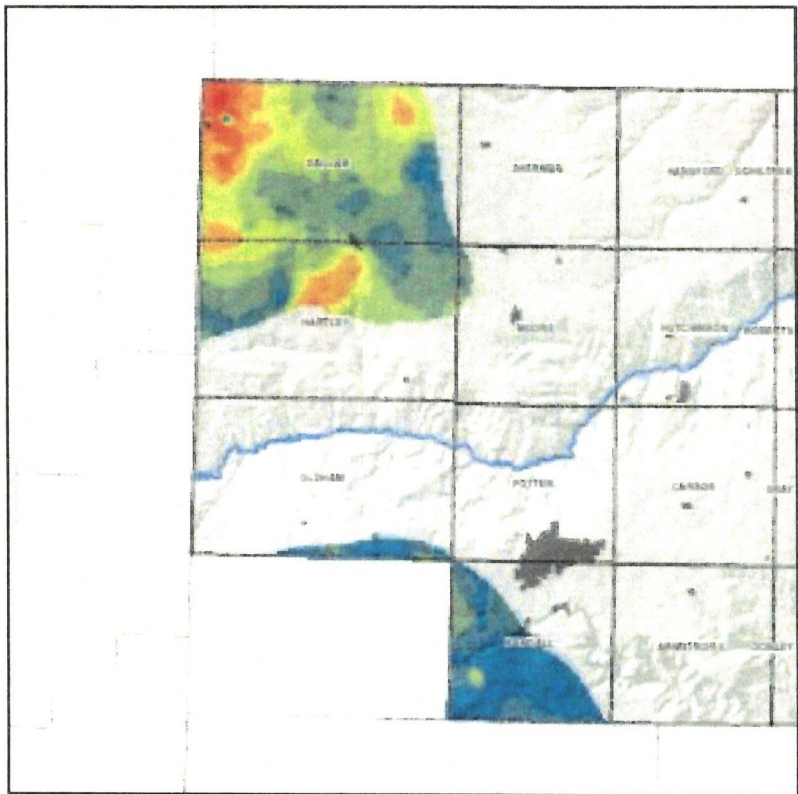 DALLAM
SHERMAN
HANSFORD
OCHILTREE
HARTLEY
MOORE
HUTCHINSON
ROBERTS
OLDHAM
POTTER
CARSON
GRAY
RANDALL
ARMSTRONG
DONLEY